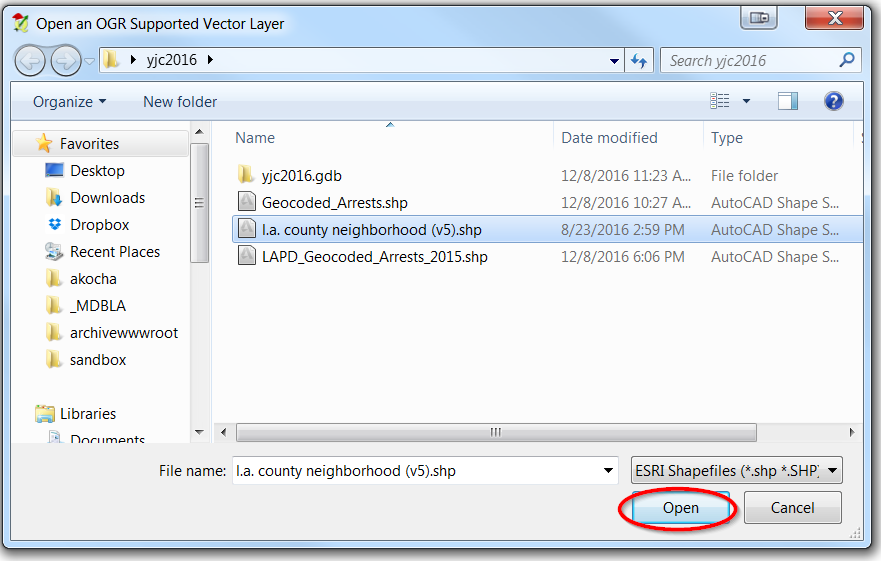 Open an OGR Supported Vector Layer
yjc2016
Search yjc2016
Organize
New folder
Favorites
Desktop
Downloads
Dropbox
Recent Places
akocha
_MDBLA
archivewwwroot
sandbox
Libraries
Documents
Name Date modified Type
yjc2016.gdb 12/8/2016 11:23 A... File folder
Geocoded_Arrests.shp 12/8/2016 10:27 A... AutoCAD Shape S...
l.a. county neighborhood (v5).shp 8/23/2016 2:59 PM AutoCAD Shape S...
LAPD_Geocoded_Arrests_2015.shp 12/8/2016 6:06 PM AutoCAD Shape S...
File name: l.a. county neighborhood (v5).shp
ESRI Shapefiles (*.shp *.SHP)
Open
Cancel